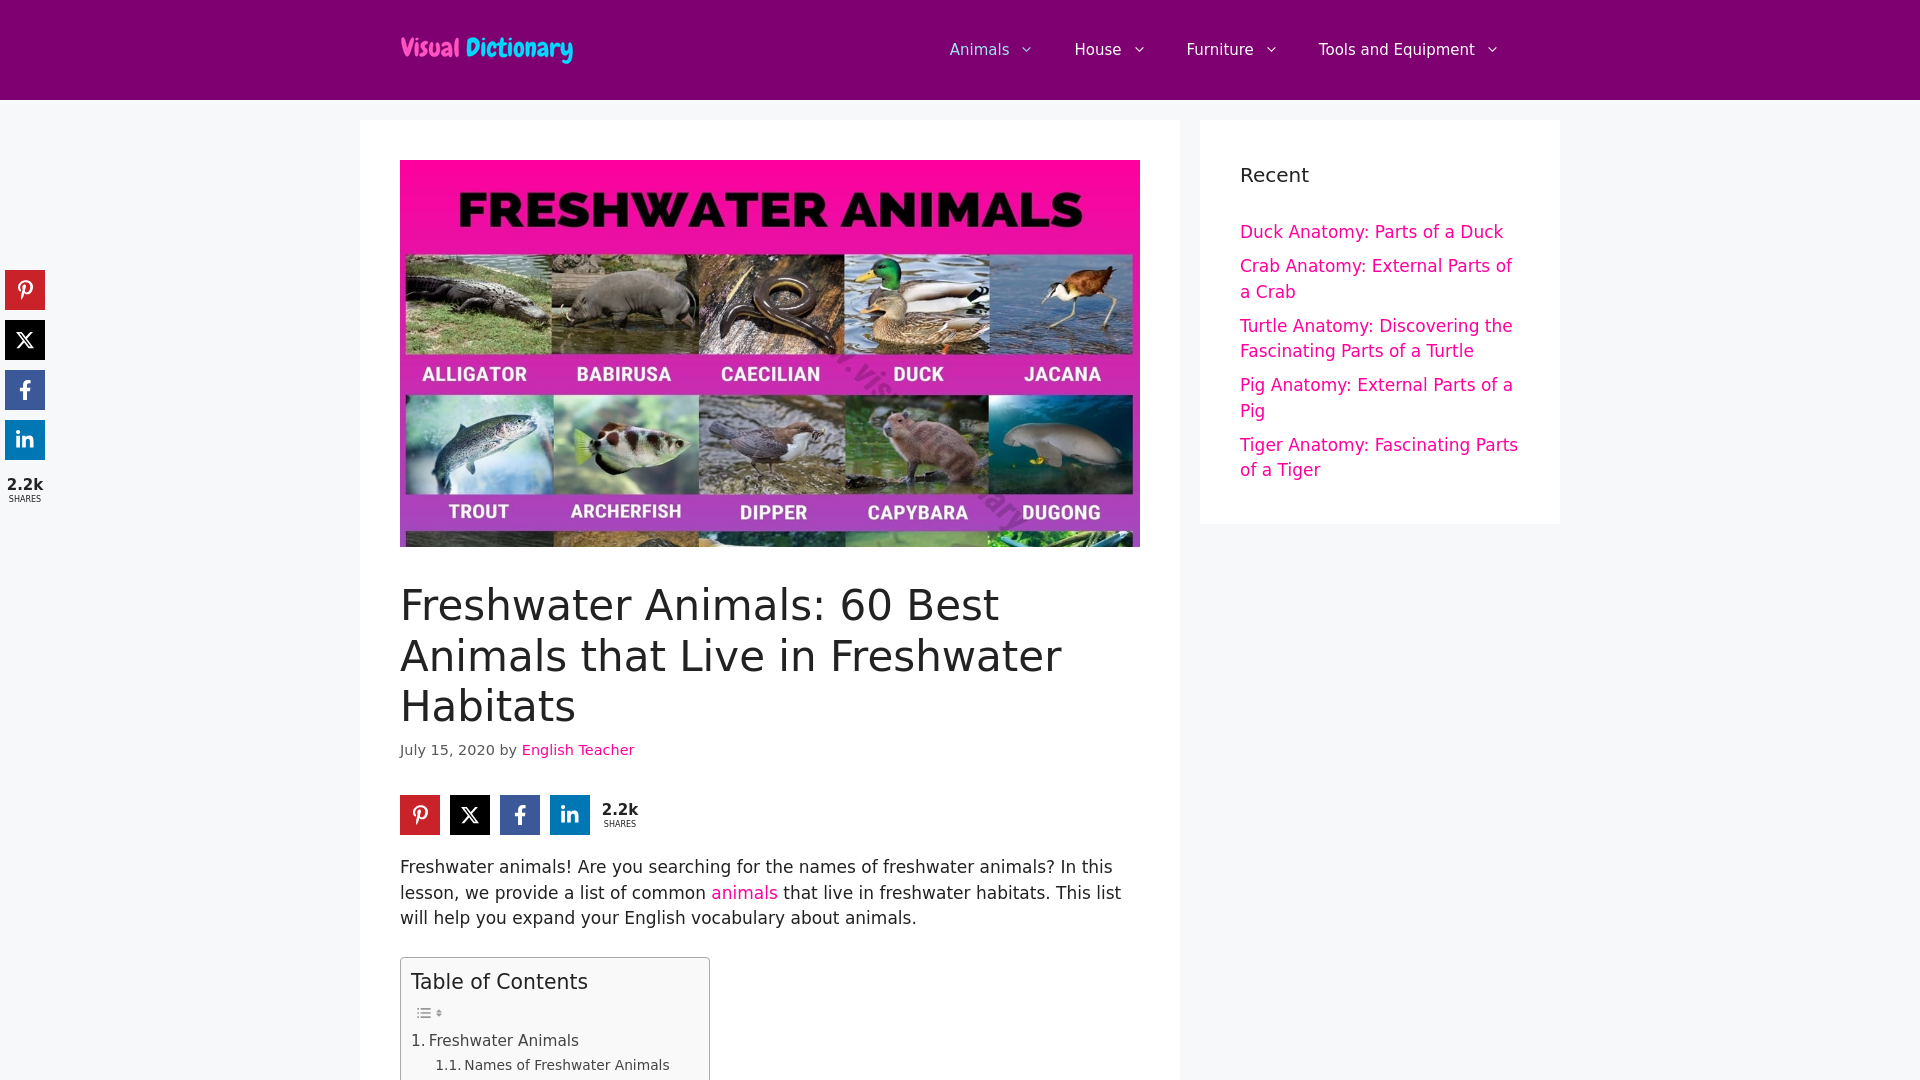 Visual Dictionary
Animals
House
Furniture
Tools and Equipment
FRESHWATER ANIMALS
ALLIGATOR
BABIRUSA
CAECILIAN
DUCK
JACANA
TROUT
ARCHERFISH
DIPPER
CAPYBARA
DUGONG
Recent
Duck Anatomy: Parts of a Duck
Crab Anatomy: External Parts of
a Crab
Turtle Anatomy: Discovering the
Fascinating Parts of a Turtle
Pig Anatomy: External Parts of a
Pig
Tiger Anatomy: Fascinating Parts
of a Tiger
2.2k
SHARES
Freshwater Animals: 60 Best
Animals that Live in Freshwater
Habitats
July 15, 2020 by English Teacher
2.2k
SHARES
Freshwater animals! Are you searching for the names of freshwater animals? In this
lesson, we provide a list of common animals that live in freshwater habitats. This list
will help you expand your English vocabulary about animals.
Table of Contents
1. Freshwater Animals
1.1. Names of Freshwater Animals